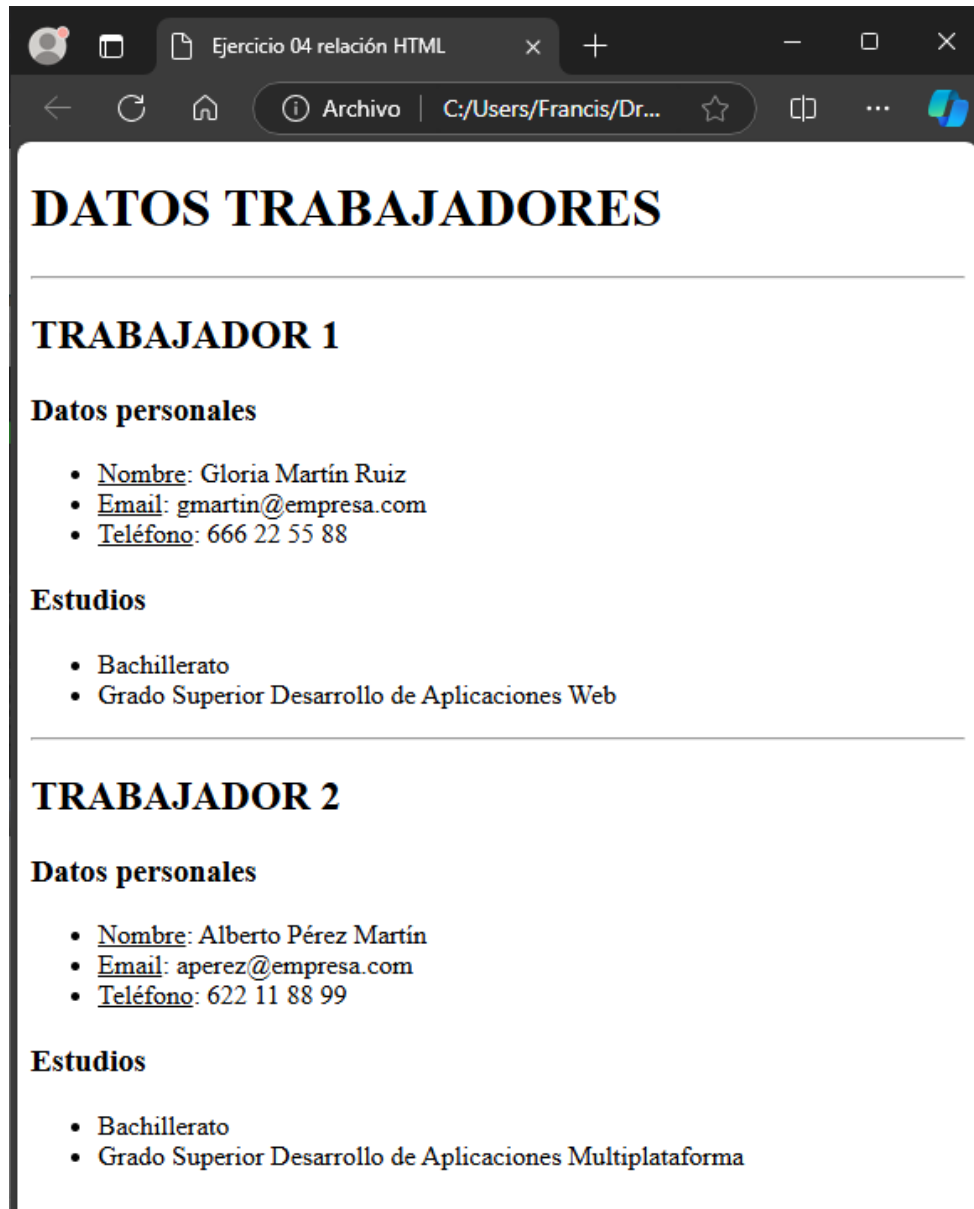 Ejercicio 04 relación HTML
Archivo | C:/Users/Francis/Dr...
DATOS TRABAJADORES
TRABAJADOR 1
Datos personales
• Nombre: Gloria Martín Ruiz
• Email: gmartin@empresa.com
• Teléfono: 666 22 55 88
Estudios
• Bachillerato
• Grado Superior Desarrollo de Aplicaciones Web
TRABAJADOR 2
Datos personales
• Nombre: Alberto Pérez Martín
• Email: aperez@empresa.com
• Teléfono: 622 11 88 99
Estudios
• Bachillerato
• Grado Superior Desarrollo de Aplicaciones Multiplataforma